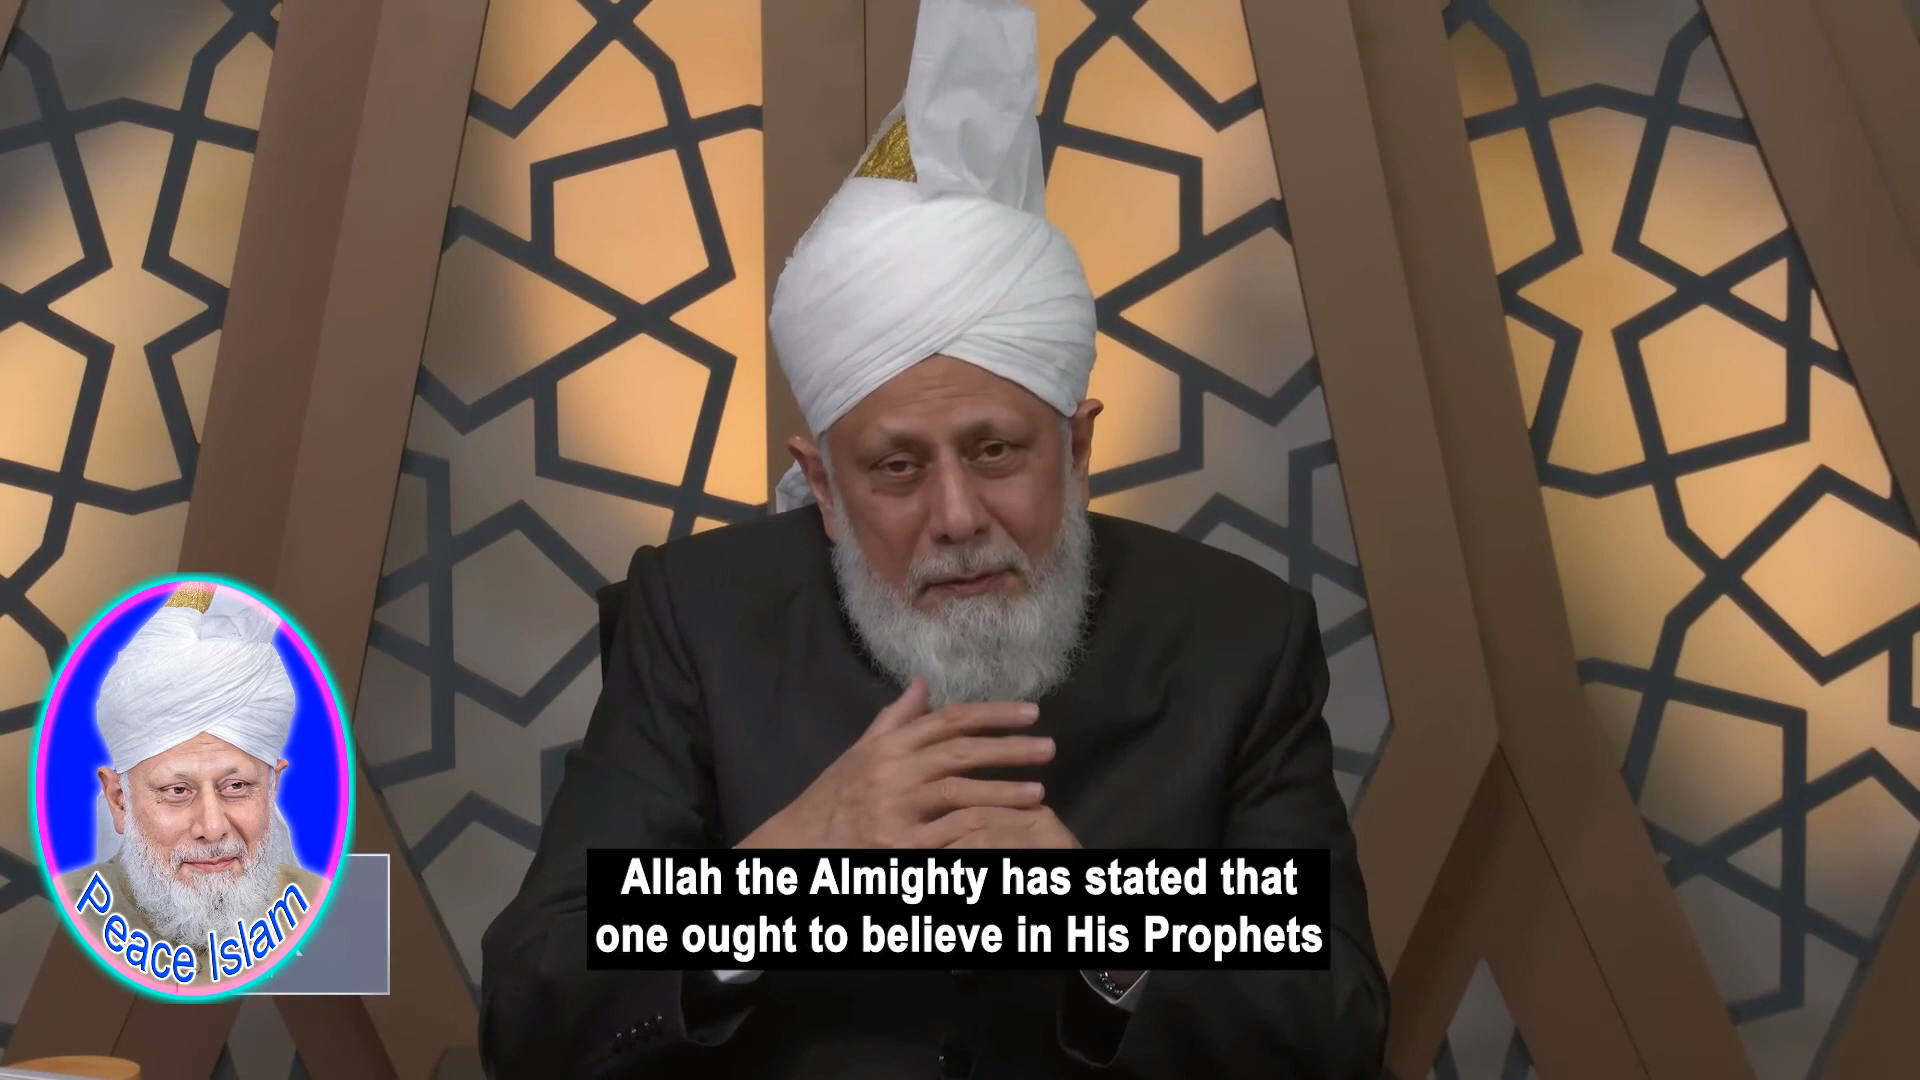 Allah the Almighty has stated that
one ought to believe in His Prophets
Peace Islam